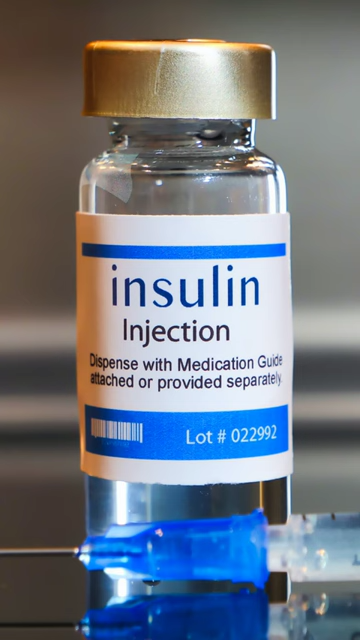 insulin
Injection
Dispense with Medication Guide
attached or provided separately.
Lot # 022992